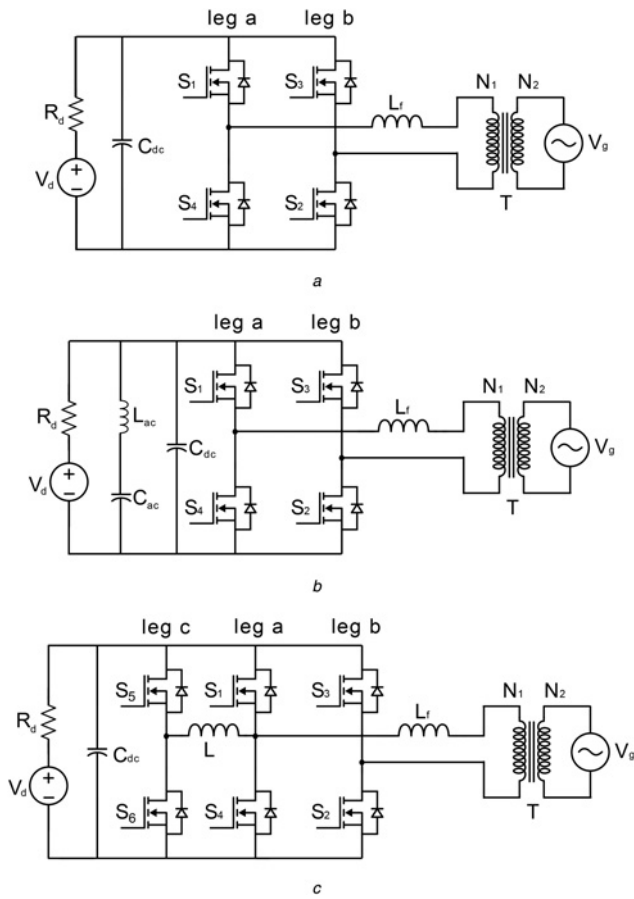 leg a leg b
S1 S3
Rd
Lf
N1 N2
Cdc
Vg
Vd
S4 S2
T
a
leg a leg b
S1 S3
Rd
Lac
Lf
N1 N2
Cdc
Vg
Vd
Cac
S4 S2
T
b
leg c leg a leg b
S5 S1 S3
Rd
Lf
N1 N2
Cdc
L
Vg
Vd
S6 S4 S2
T
c